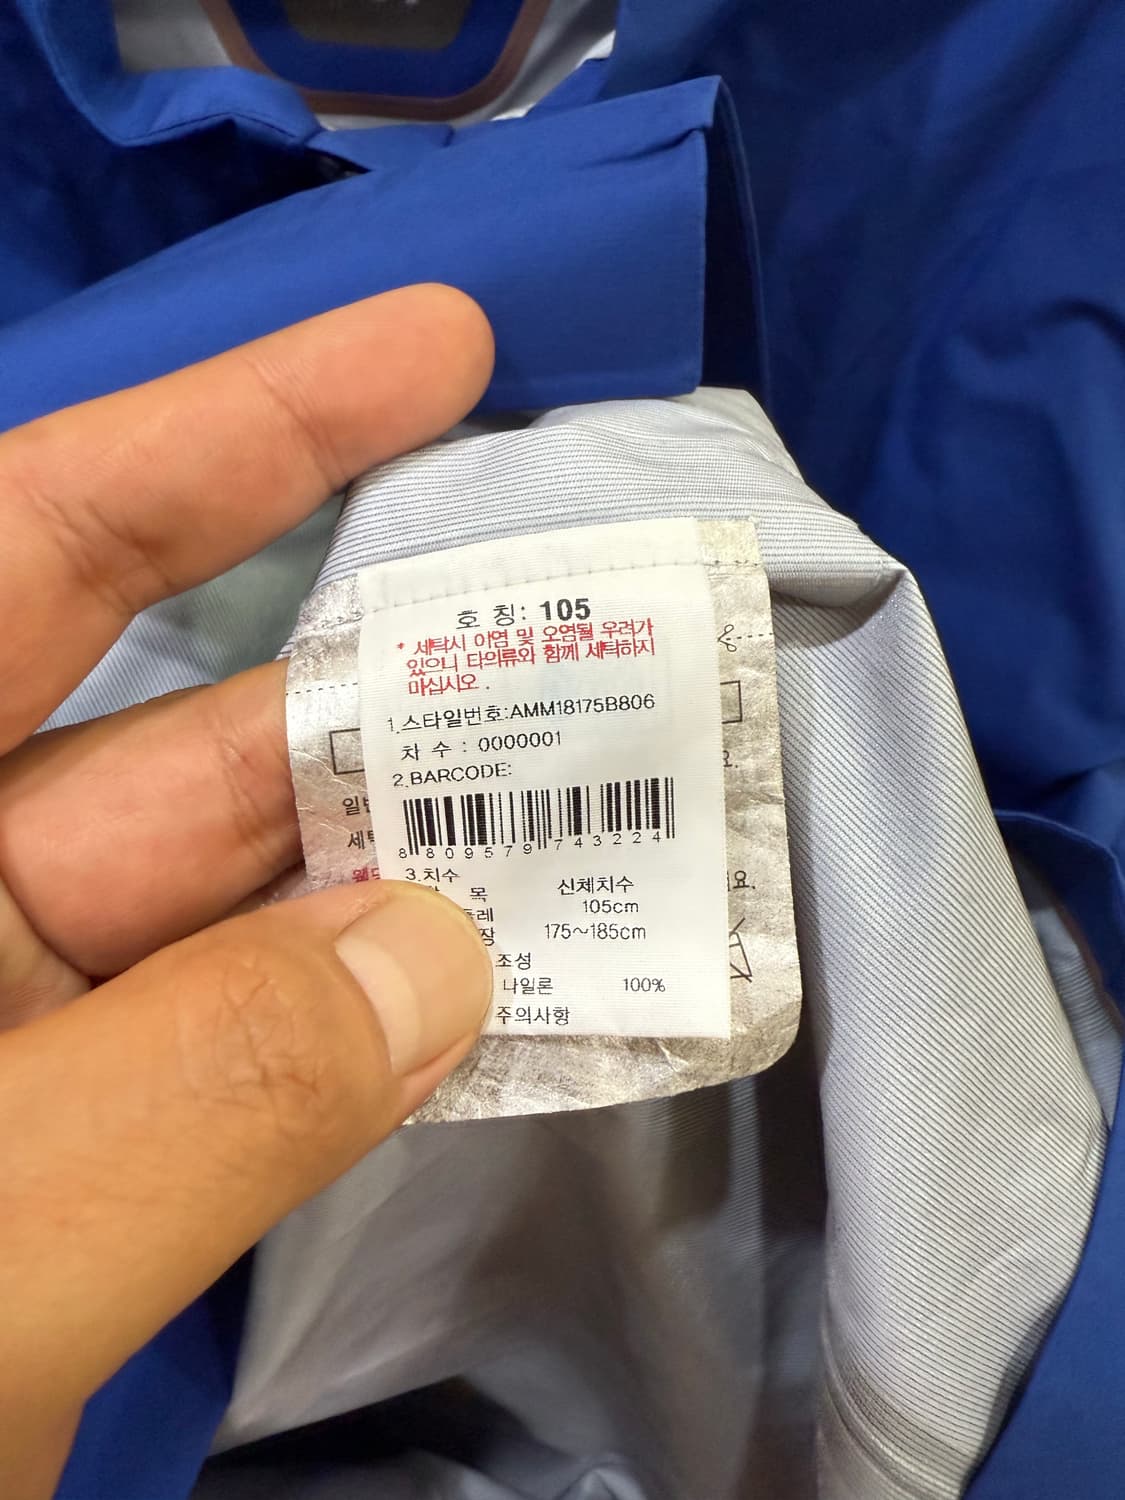 호 칭: 105
* 세탁시 이염 및 오염될 우려가
있으니 타의류와 함께 세탁하지
마십시오 .
1.스타일번호:AMM18175B806
차 수 : 0000001
2.BARCODE:
8 809579 743224
3.치수
목 신체치수
레 105cm
장 175~185cm
조성
나일론 100%
주의사항